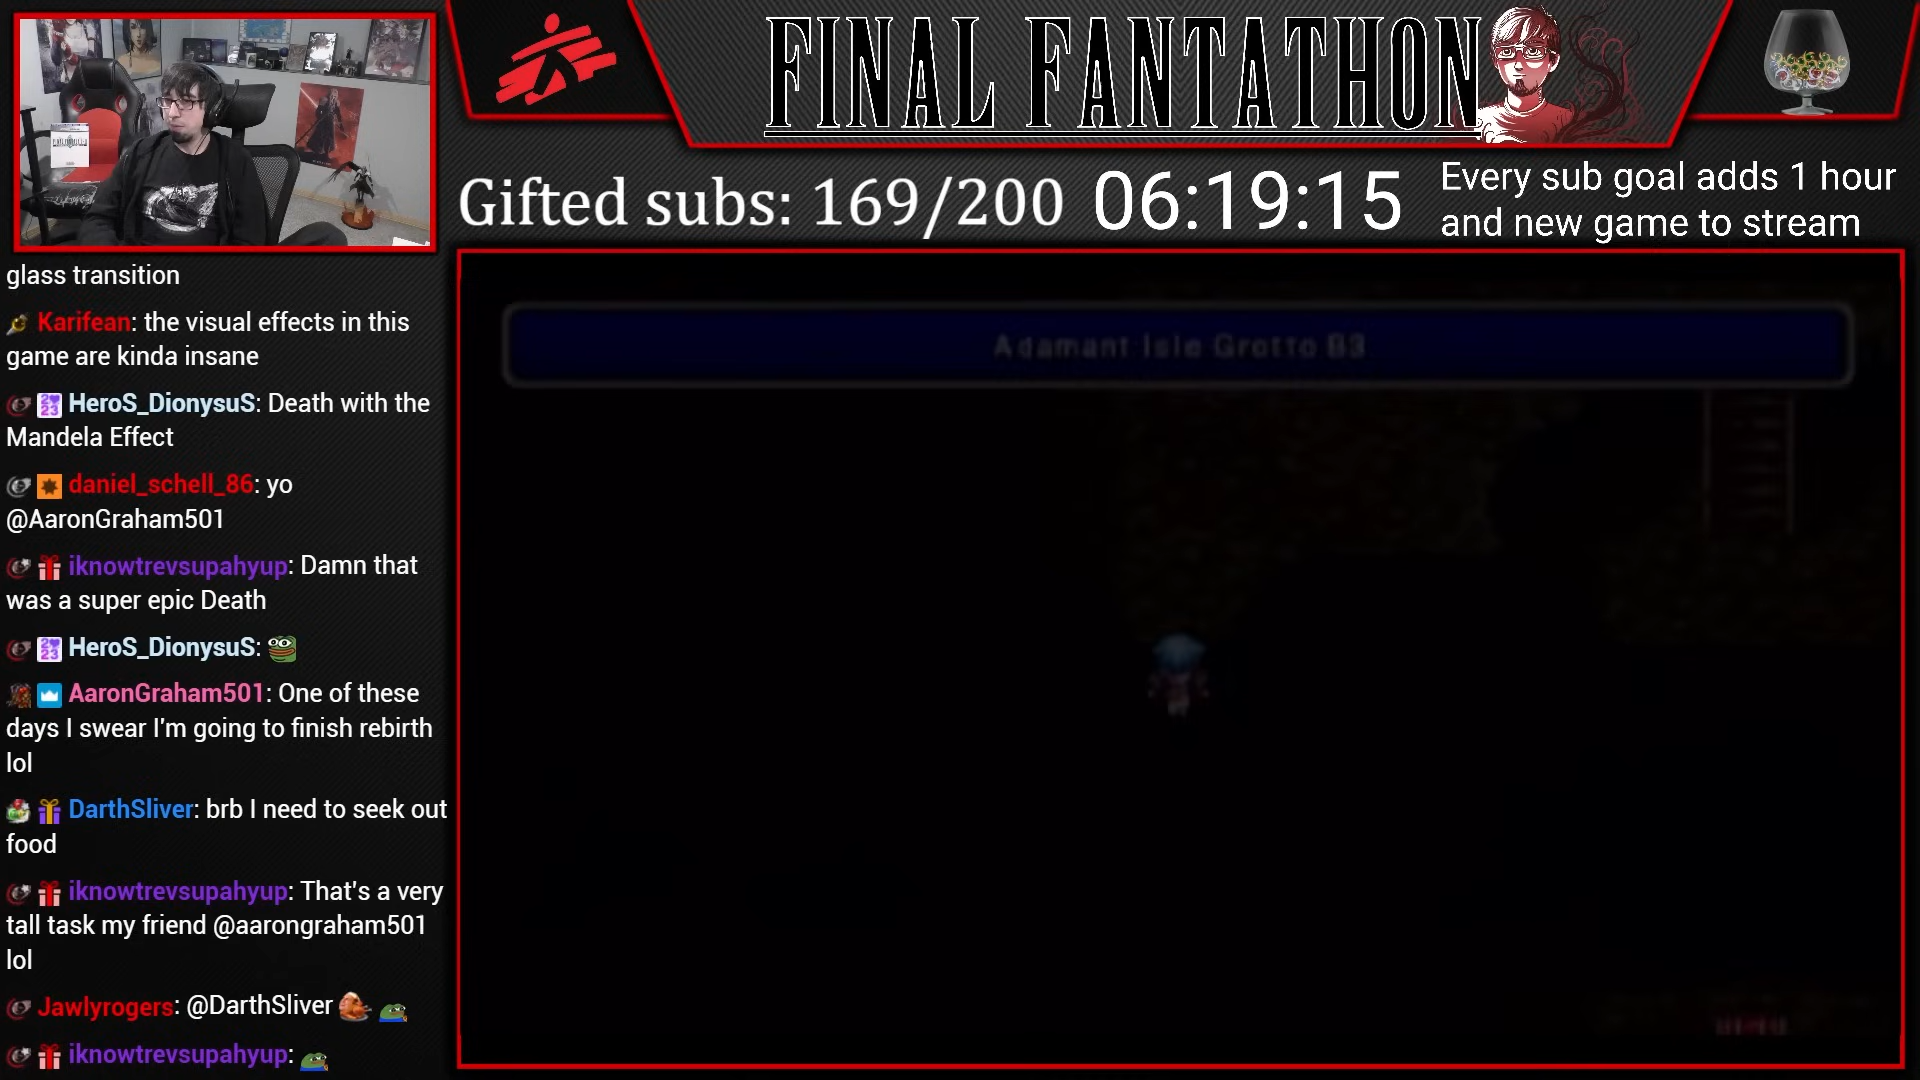 FINAL FANTATHON
Gifted subs: 169/200
06:19:15
Every sub goal adds 1 hour
and new game to stream
glass transition
Karifean: the visual effects in this
game are kinda insane
HeroS_DionysuS: Death with the
Mandela Effect
daniel_schell_86: yo
@AaronGraham501
iknowtrevsupahyup: Damn that
was a super epic Death
HeroS_DionysuS:
AaronGraham501: One of these
days I swear I'm going to finish rebirth
lol
DarthSliver: brb I need to seek out
food
iknowtrevsupahyup: That's a very
tall task my friend @aarongraham501
lol
Jawlyrogers: @DarthSliver
iknowtrevsupahyup:
Adamant Isle Grotto B3